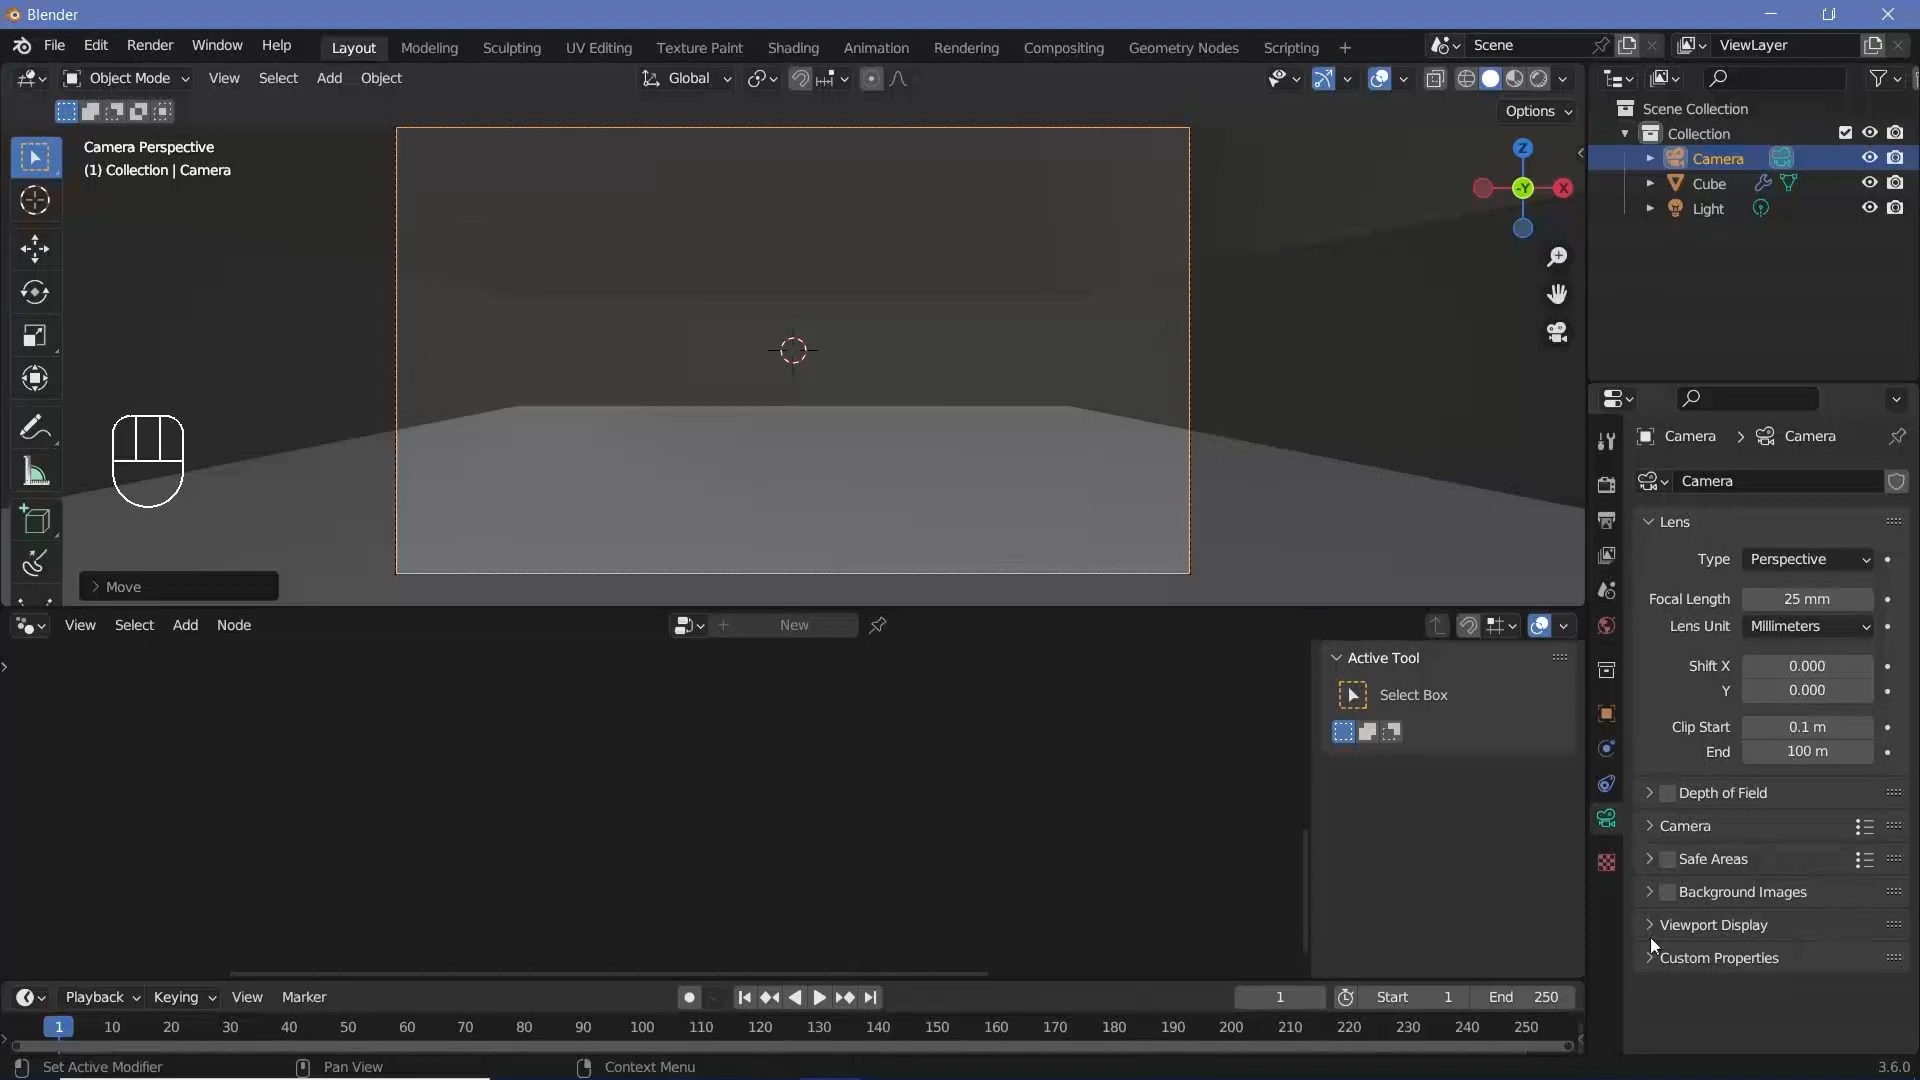 Blender
File Edit Render Window Help Layout Modeling Sculpting UV Editing Texture Paint Shading Animation Rendering Compositing Geometry Nodes Scripting + Scene ViewLayer
Object Mode View Select Add Object Global
Options
Camera Perspective
(1) Collection | Camera
Z
-Y X
Move
Scene Collection
Collection
Camera
Cube
Light
Camera > Camera
Camera
Lens
Type Perspective
Focal Length 25 mm
Lens Unit Millimeters
Shift X 0.000
Y 0.000
Clip Start 0.1 m
End 100 m
Depth of Field
Camera
Safe Areas
Background Images
Viewport Display
Custom Properties
View Select Add Node + New
Active Tool
Select Box
Playback Keying View Marker 1 Start 1 End 250
1 10 20 30 40 50 60 70 80 90 100 110 120 130 140 150 160 170 180 190 200 210 220 230 240 250
Set Active Modifier Pan View Context Menu 3.6.0